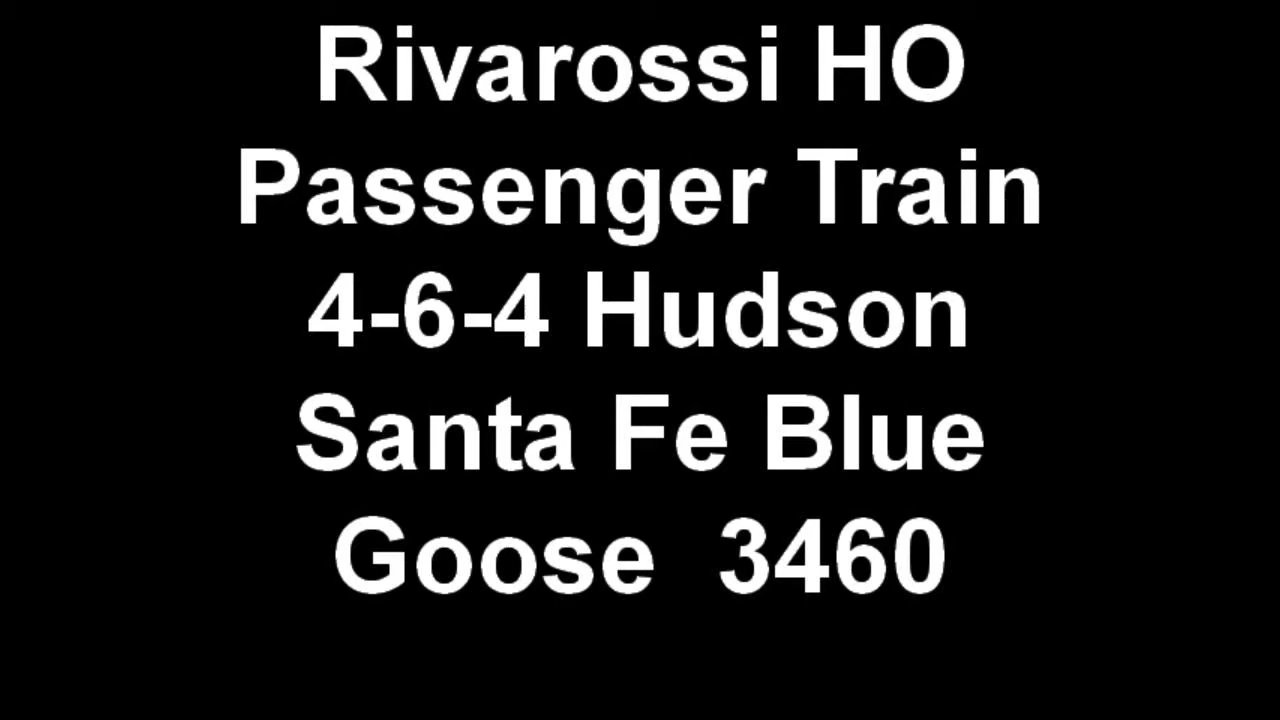 Rivarossi HO
Passenger Train
4-6-4 Hudson
Santa Fe Blue
Goose 3460